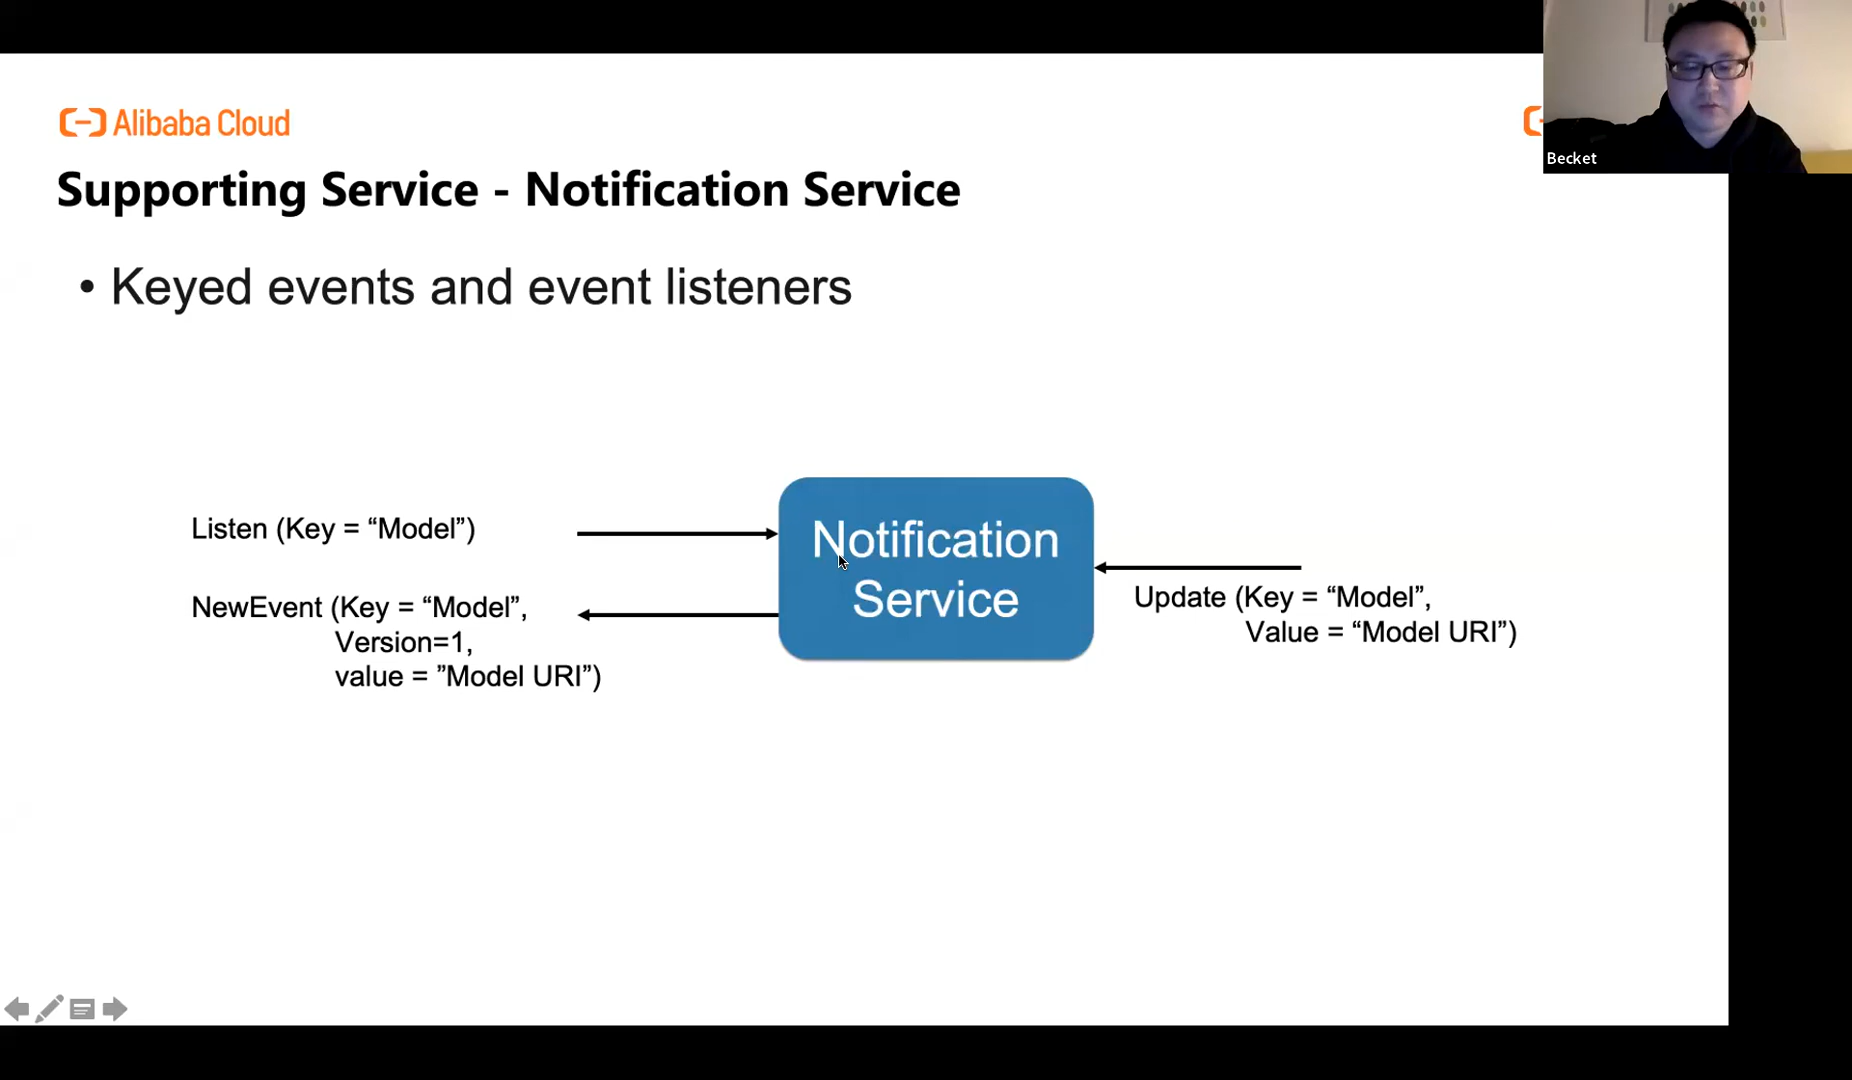 Alibaba Cloud
Becket
Supporting Service - Notification Service
• Keyed events and event listeners
Listen (Key = “Model”)
NewEvent (Key = “Model”,
Version=1,
value = ”Model URI”)
Notification
Service
Update (Key = “Model”,
Value = “Model URI”)